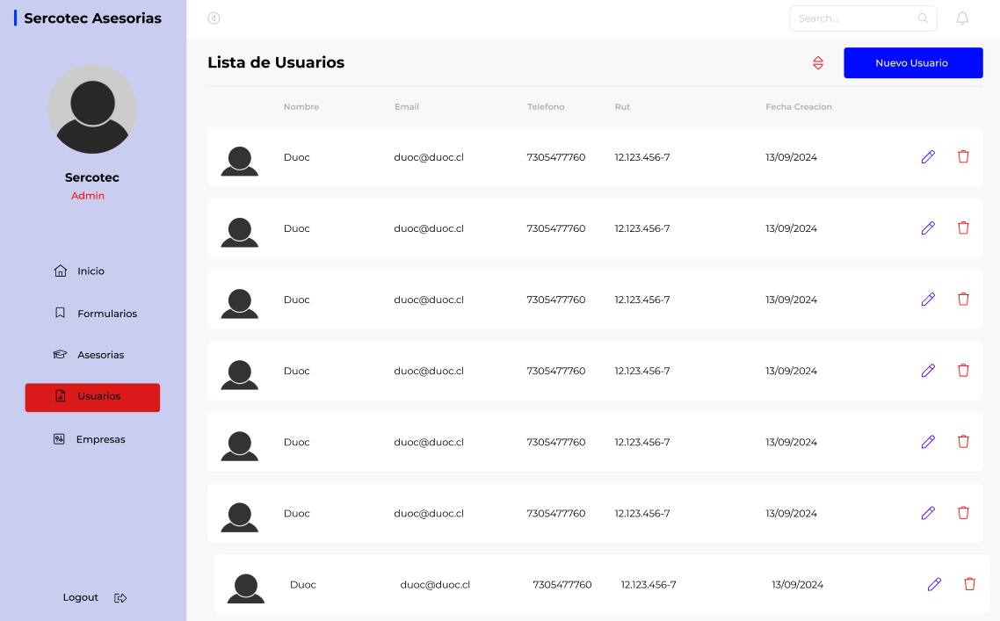 Sercotec Asesorias
Search...
Lista de Usuarios
Nuevo Usuario
Sercotec
Admin
Inicio
Formularios
Asesorias
Usuarios
Empresas
Logout
Nombre Email Telefono Rut Fecha Creacion
Duoc duoc@duoc.cl 7305477760 12.123.456-7 13/09/2024
Duoc duoc@duoc.cl 7305477760 12.123.456-7 13/09/2024
Duoc duoc@duoc.cl 7305477760 12.123.456-7 13/09/2024
Duoc duoc@duoc.cl 7305477760 12.123.456-7 13/09/2024
Duoc duoc@duoc.cl 7305477760 12.123.456-7 13/09/2024
Duoc duoc@duoc.cl 7305477760 12.123.456-7 13/09/2024
Duoc duoc@duoc.cl 7305477760 12.123.456-7 13/09/2024